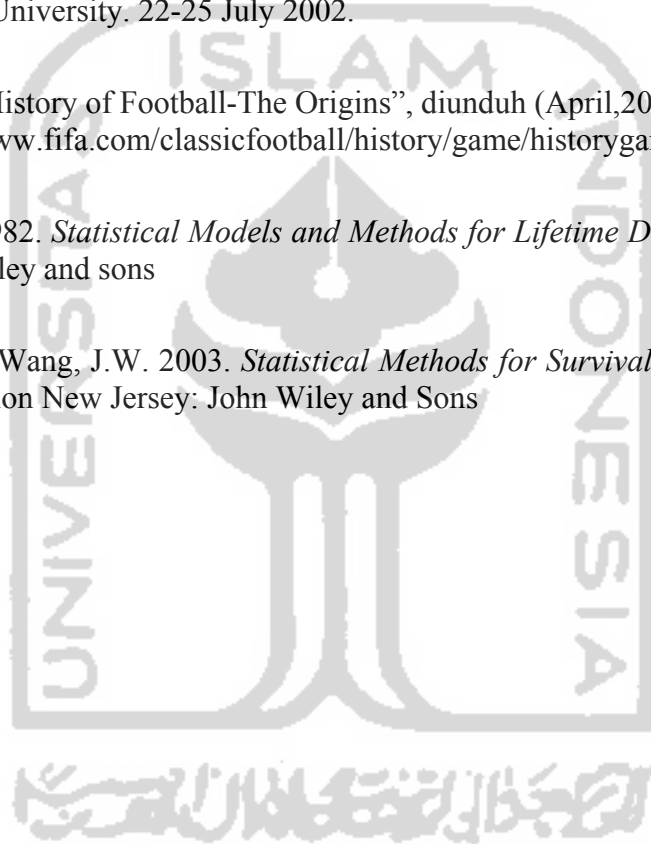 University. 22-25 July 2002.
History of Football-The Origins”, diunduh (April,20
ww.fifa.com/classicfootball/history/game/historyga
982. Statistical Models and Methods for Lifetime D
ley and sons
Wang, J.W. 2003. Statistical Methods for Survival
on New Jersey: John Wiley and Sons
ISLAM
UNIVERSITAS
INDONESIA